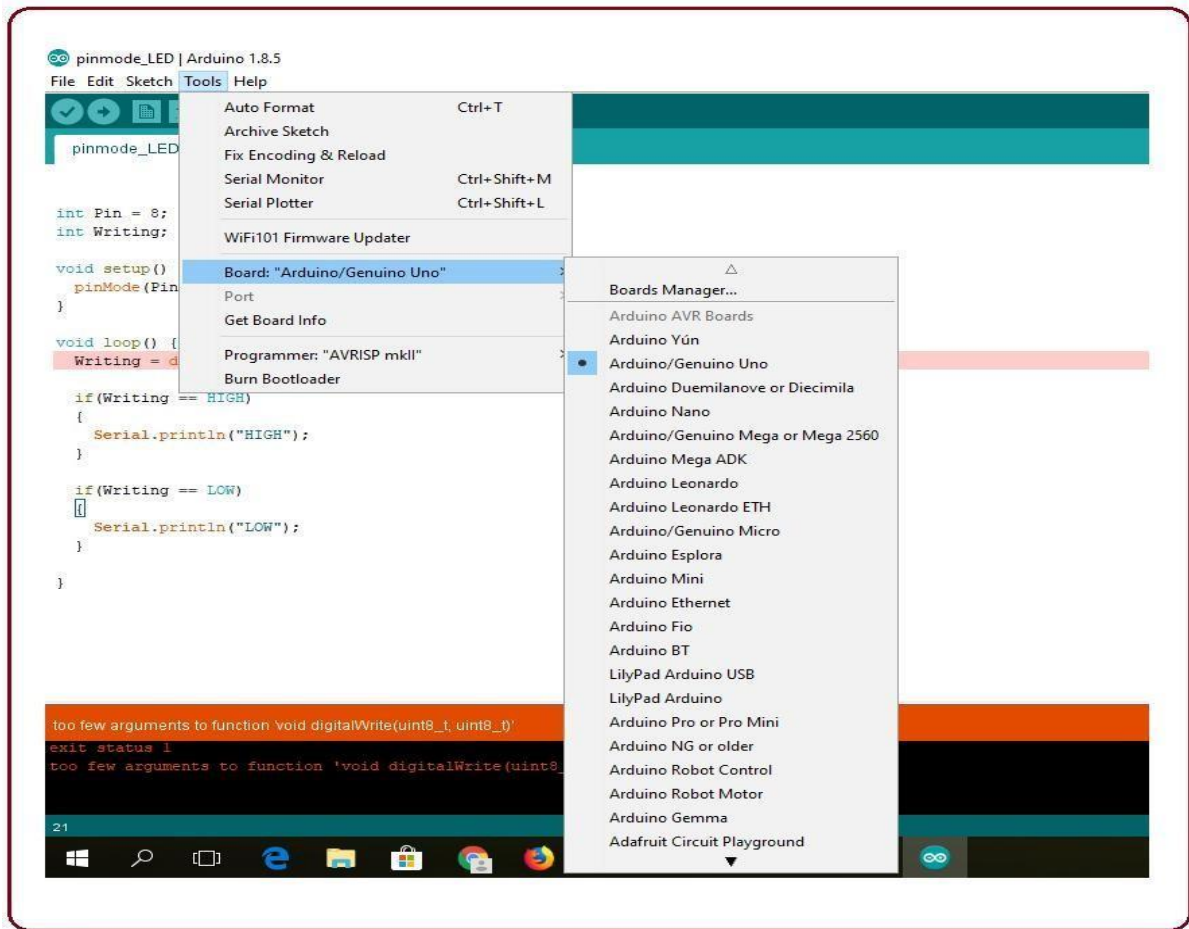 pinmode_LED | Arduino 1.8.5
File Edit Sketch Tools Help
pinmode_LED
Auto Format Ctrl+T
Archive Sketch
Fix Encoding & Reload
Serial Monitor Ctrl+Shift+M
Serial Plotter Ctrl+Shift+L
WiFi101 Firmware Updater
Board: "Arduino/Genuino Uno"
Port
Get Board Info
Programmer: "AVRISP mkII"
Burn Bootloader
Boards Manager...
Arduino AVR Boards
Arduino Yún
Arduino/Genuino Uno
Arduino Duemilanove or Diecimila
Arduino Nano
Arduino/Genuino Mega or Mega 2560
Arduino Mega ADK
Arduino Leonardo
Arduino Leonardo ETH
Arduino/Genuino Micro
Arduino Esplora
Arduino Mini
Arduino Ethernet
Arduino Fio
Arduino BT
LilyPad Arduino USB
LilyPad Arduino
Arduino Pro or Pro Mini
Arduino NG or older
Arduino Robot Control
Arduino Robot Motor
Arduino Gemma
Adafruit Circuit Playground
int Pin = 8;
int Writing;
void setup()
pinMode(Pin
}
void loop() {
Writing = d
if(Writing == HIGH)
{
Serial.println("HIGH");
}
if(Writing == LOW)
{
Serial.println("LOW");
}
}
too few arguments to function 'void digitalWrite(uint8_t, uint8_t)'
exit status 1
too few arguments to function 'void digitalWrite(uint8_
21